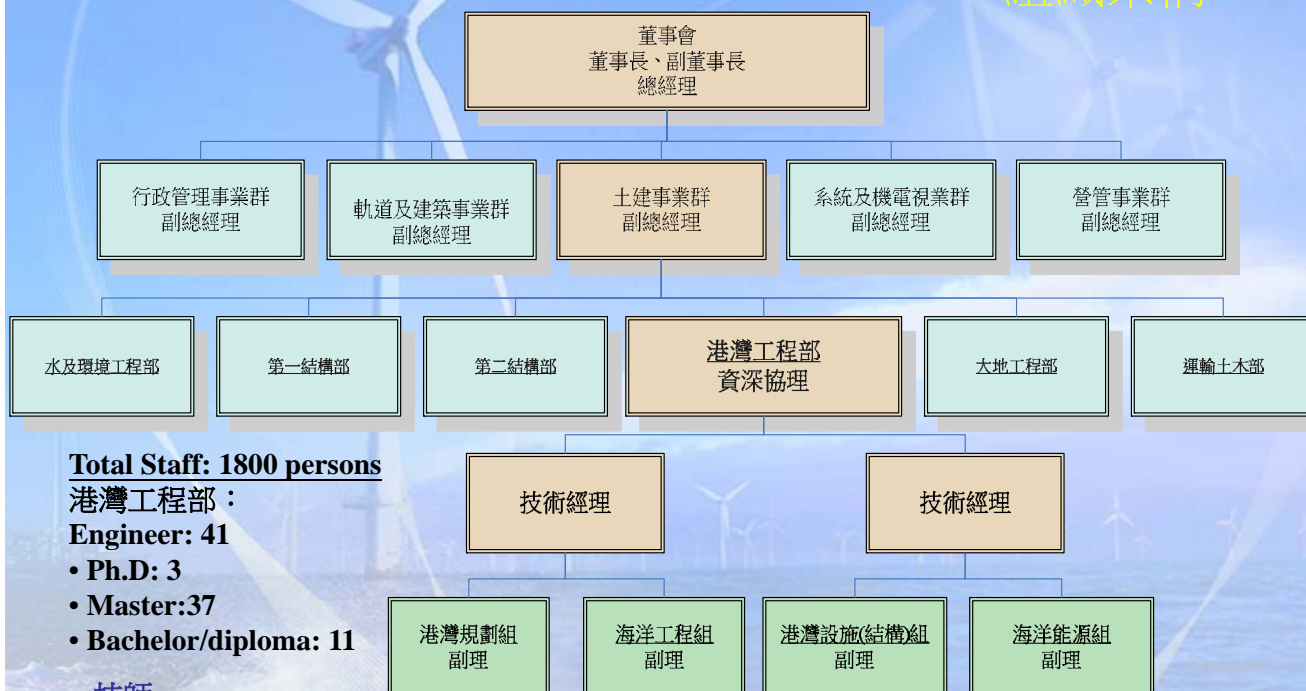 組織架構
董事會
董事長、副董事長
總經理
行政管理事業群
副總經理
軌道及建築事業群
副總經理
土建事業群
副總經理
系統及機電視業群
副總經理
營管事業群
副總經理
水及環境工程部
第一結構部
第二結構部
港灣工程部
資深協理
大地工程部
運輸土木部
Total Staff: 1800 persons
港灣工程部：
Engineer: 41
• Ph.D: 3
• Master:37
• Bachelor/diploma: 11
技師
技術經理
技術經理
港灣規劃組
副理
海洋工程組
副理
港灣設施(結構)組
副理
海洋能源組
副理